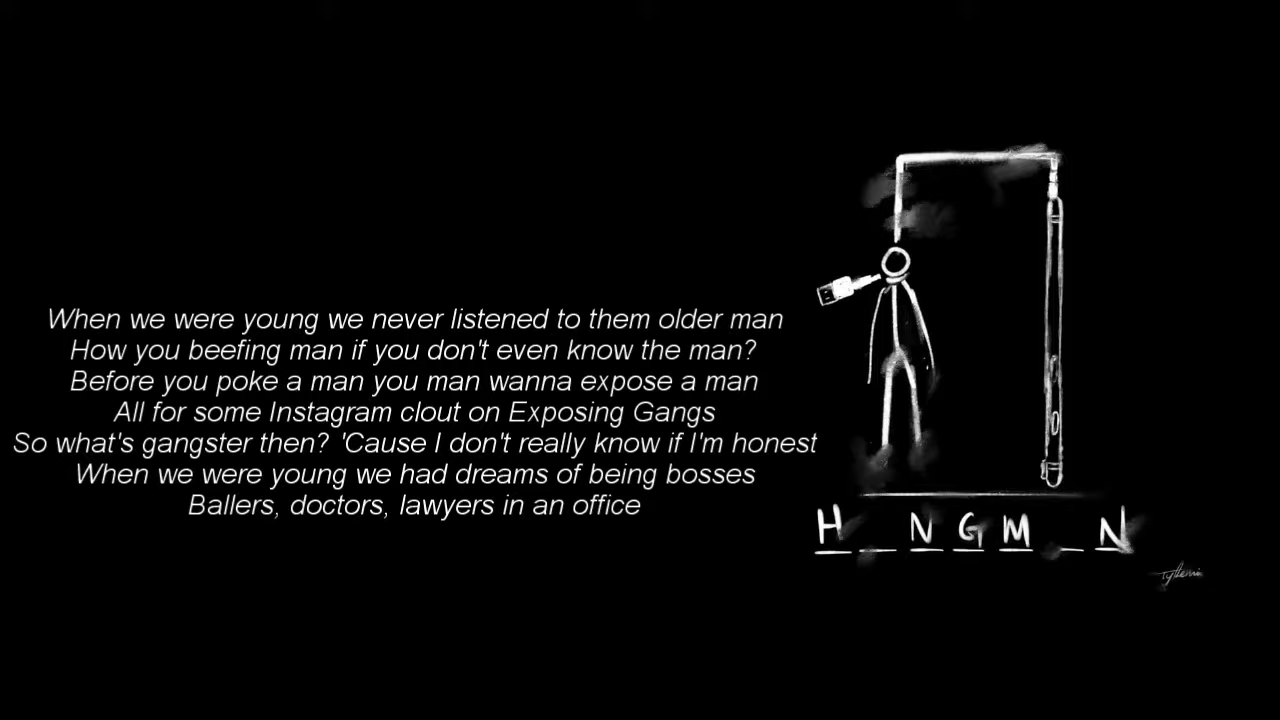 When we were young we never listened to them older man
How you beefing man if you don't even know the man?
Before you poke a man you man wanna expose a man
All for some Instagram clout on Exposing Gangs
So what's gangster then? 'Cause I don't really know if I'm honest
When we were young we had dreams of being bosses
Ballers, doctors, lawyers in an office
H _ N G M _ N